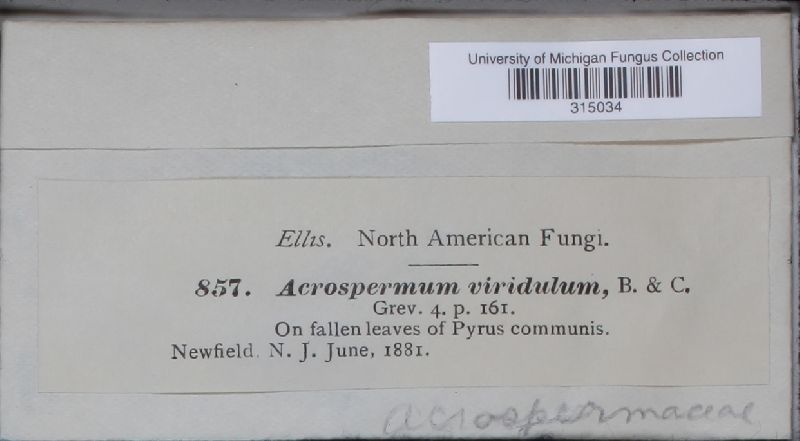 University of Michigan Fungus Collection
315034
Ellis. North American Fungi.
857. Acrospermum viridulum, B. & C.
Grev. 4. p. 161.
On fallen leaves of Pyrus communis.
Newfield. N. J. June, 1881.
Acrospermaceae